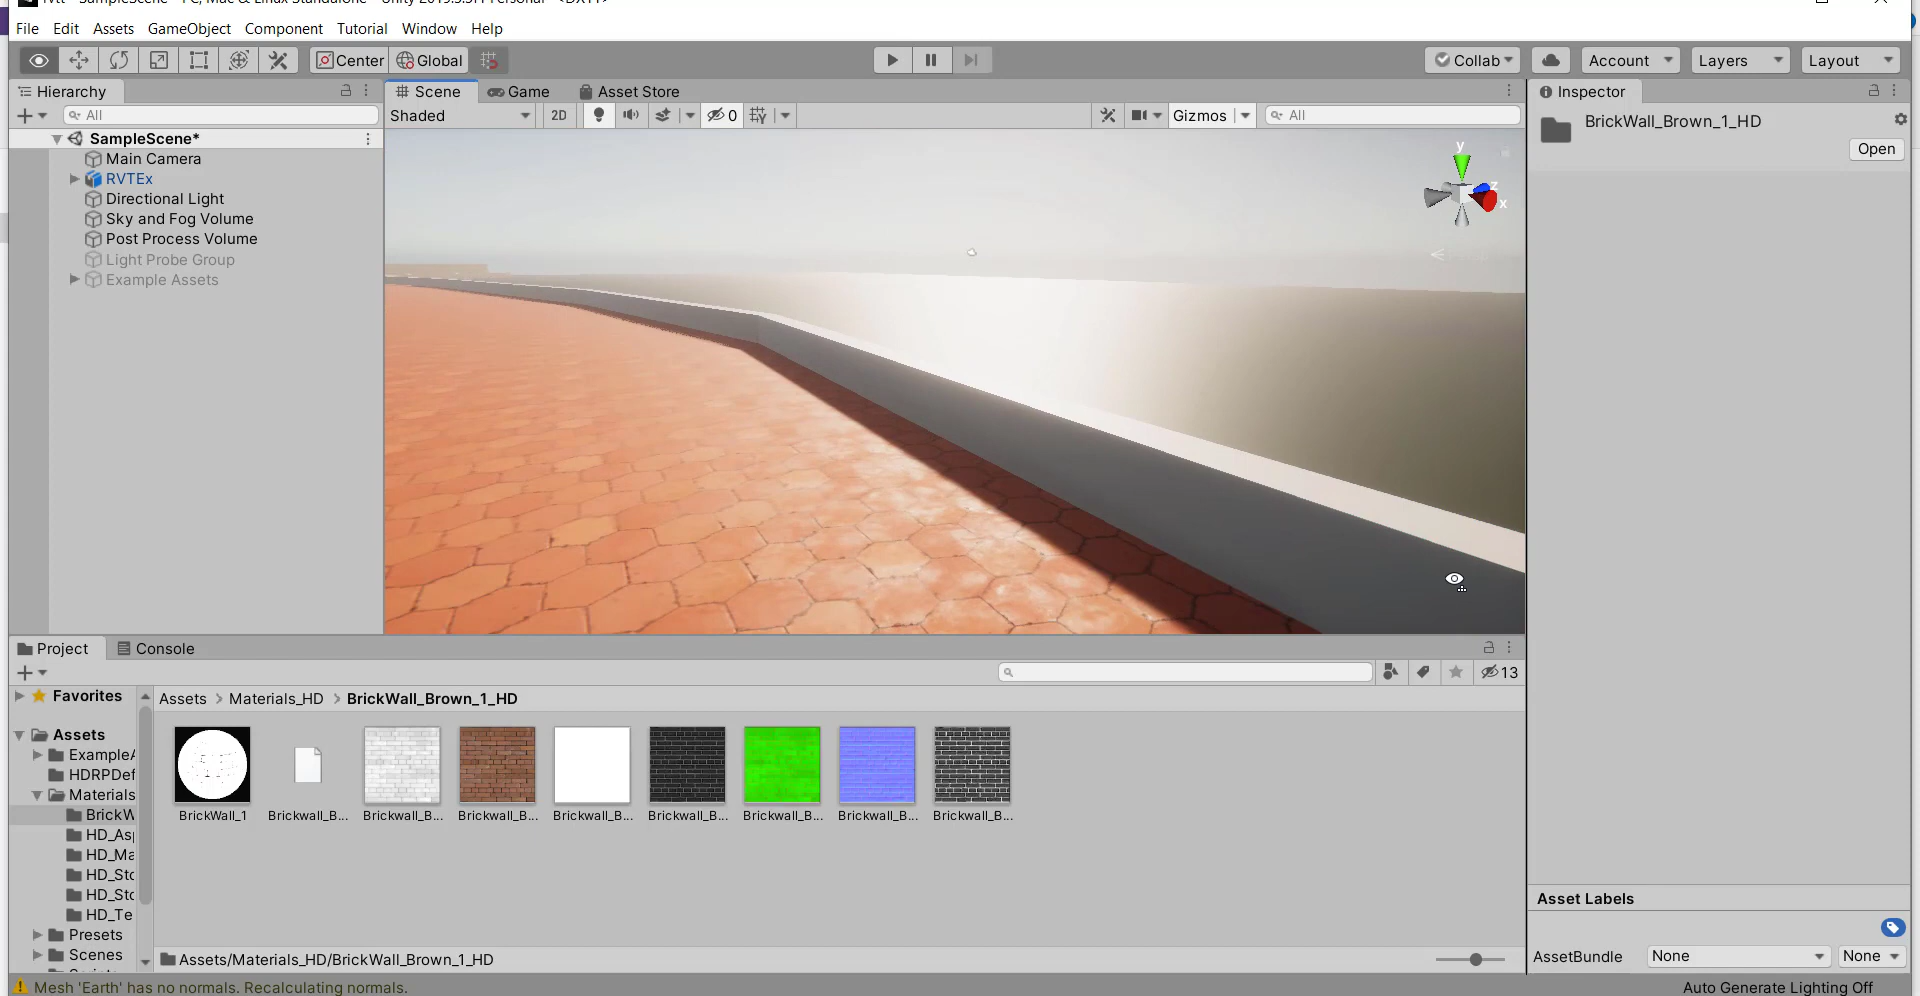 File Edit Assets GameObject Component Tutorial Window Help
Center Global Collab Account Layers Layout
Hierarchy
All
SampleScene*
Main Camera
RVTEx
Directional Light
Sky and Fog Volume
Post Process Volume
Light Probe Group
Example Assets
Scene Game Asset Store
Shaded 2D 0 Gizmos All
y
z
x
Inspector
BrickWall_Brown_1_HD
Open
Project Console
13
Favorites
Assets
ExampleA
HDRPDef
Materials
BrickW
HD_Asp
HD_Ma
HD_Sto
HD_Sto
HD_Te
Presets
Scenes
Assets > Materials_HD > BrickWall_Brown_1_HD
BrickWall_1 Brickwall_B... Brickwall_B... Brickwall_B... Brickwall_B... Brickwall_B... Brickwall_B... Brickwall_B... Brickwall_B...
Assets/Materials_HD/BrickWall_Brown_1_HD
Asset Labels
AssetBundle None None
Mesh 'Earth' has no normals. Recalculating normals.
Auto Generate Lighting Off